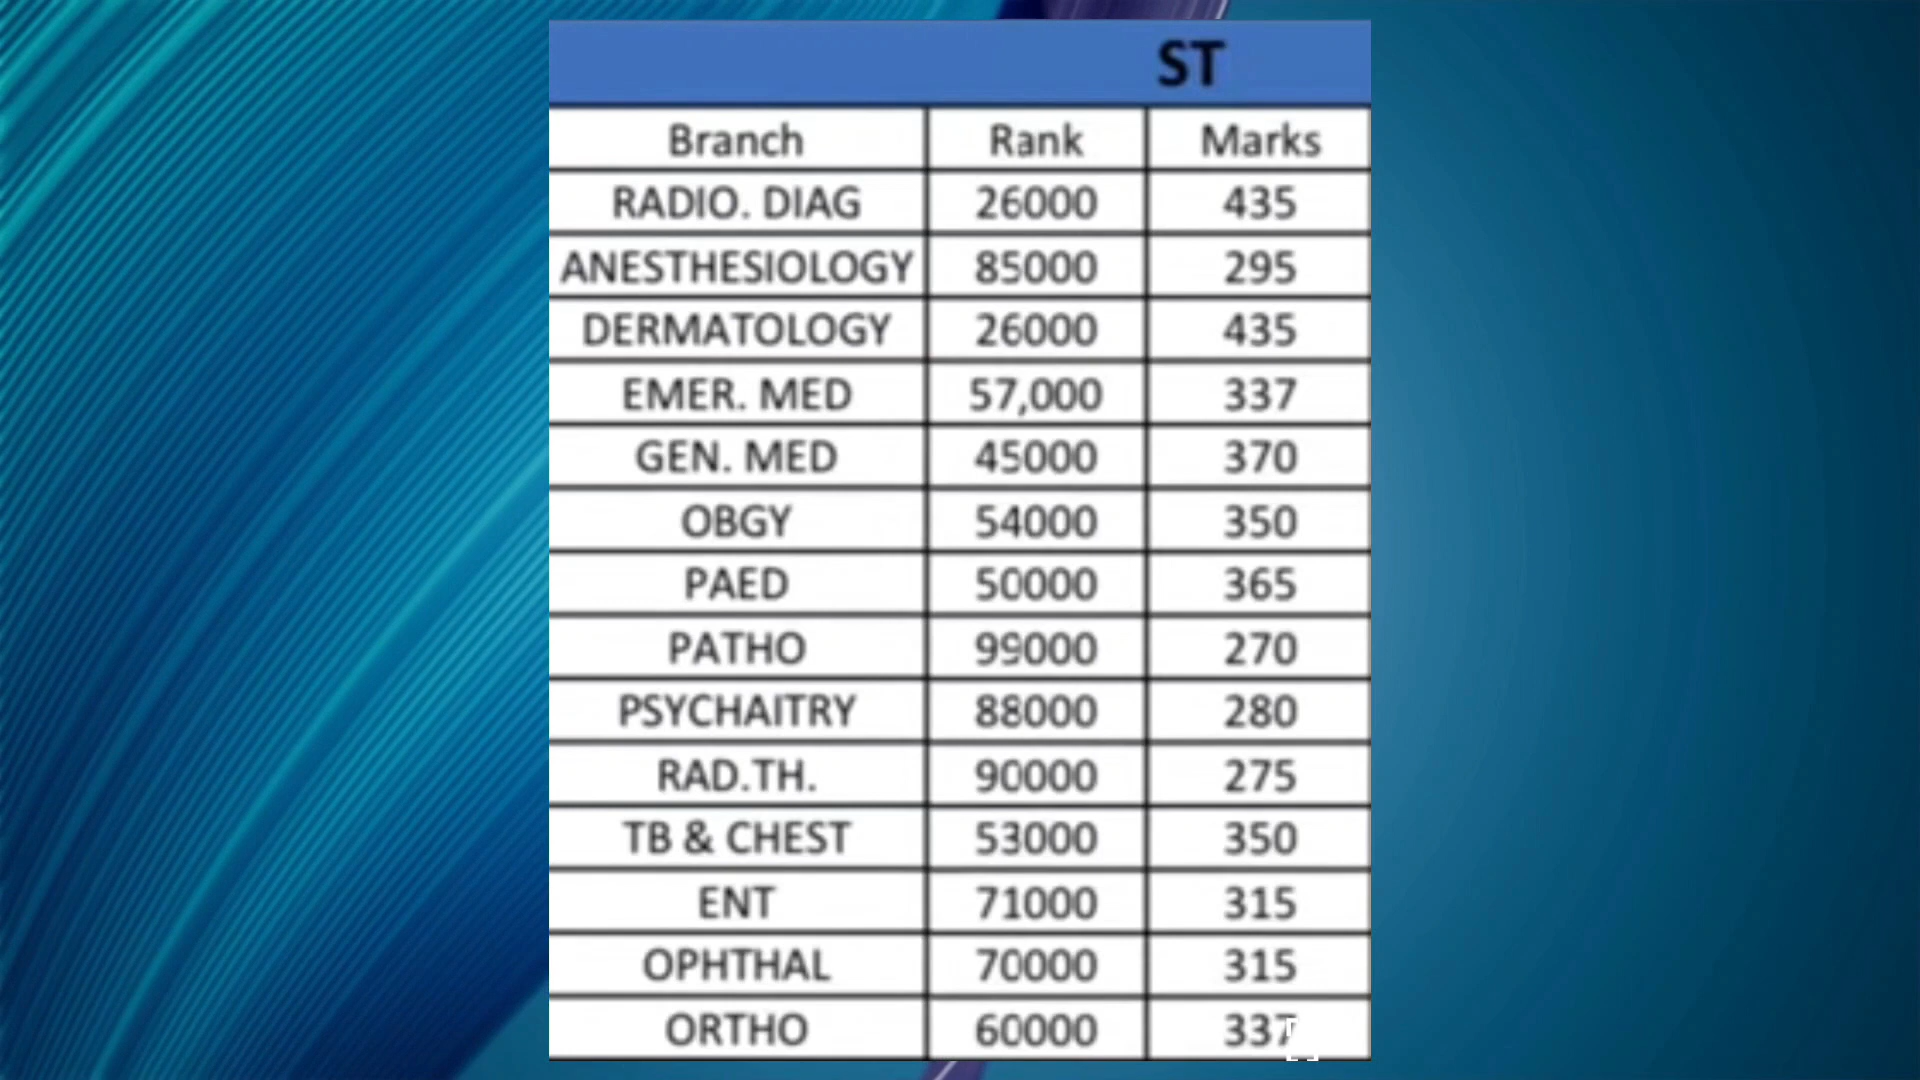 ST
Branch Rank Marks
RADIO. DIAG 26000 435
ANESTHESIOLOGY 85000 295
DERMATOLOGY 26000 435
EMER. MED 57,000 337
GEN. MED 45000 370
OBGY 54000 350
PAED 50000 365
PATHO 99000 270
PSYCHAITRY 88000 280
RAD.TH. 90000 275
TB & CHEST 53000 350
ENT 71000 315
OPHTHAL 70000 315
ORTHO 60000 337